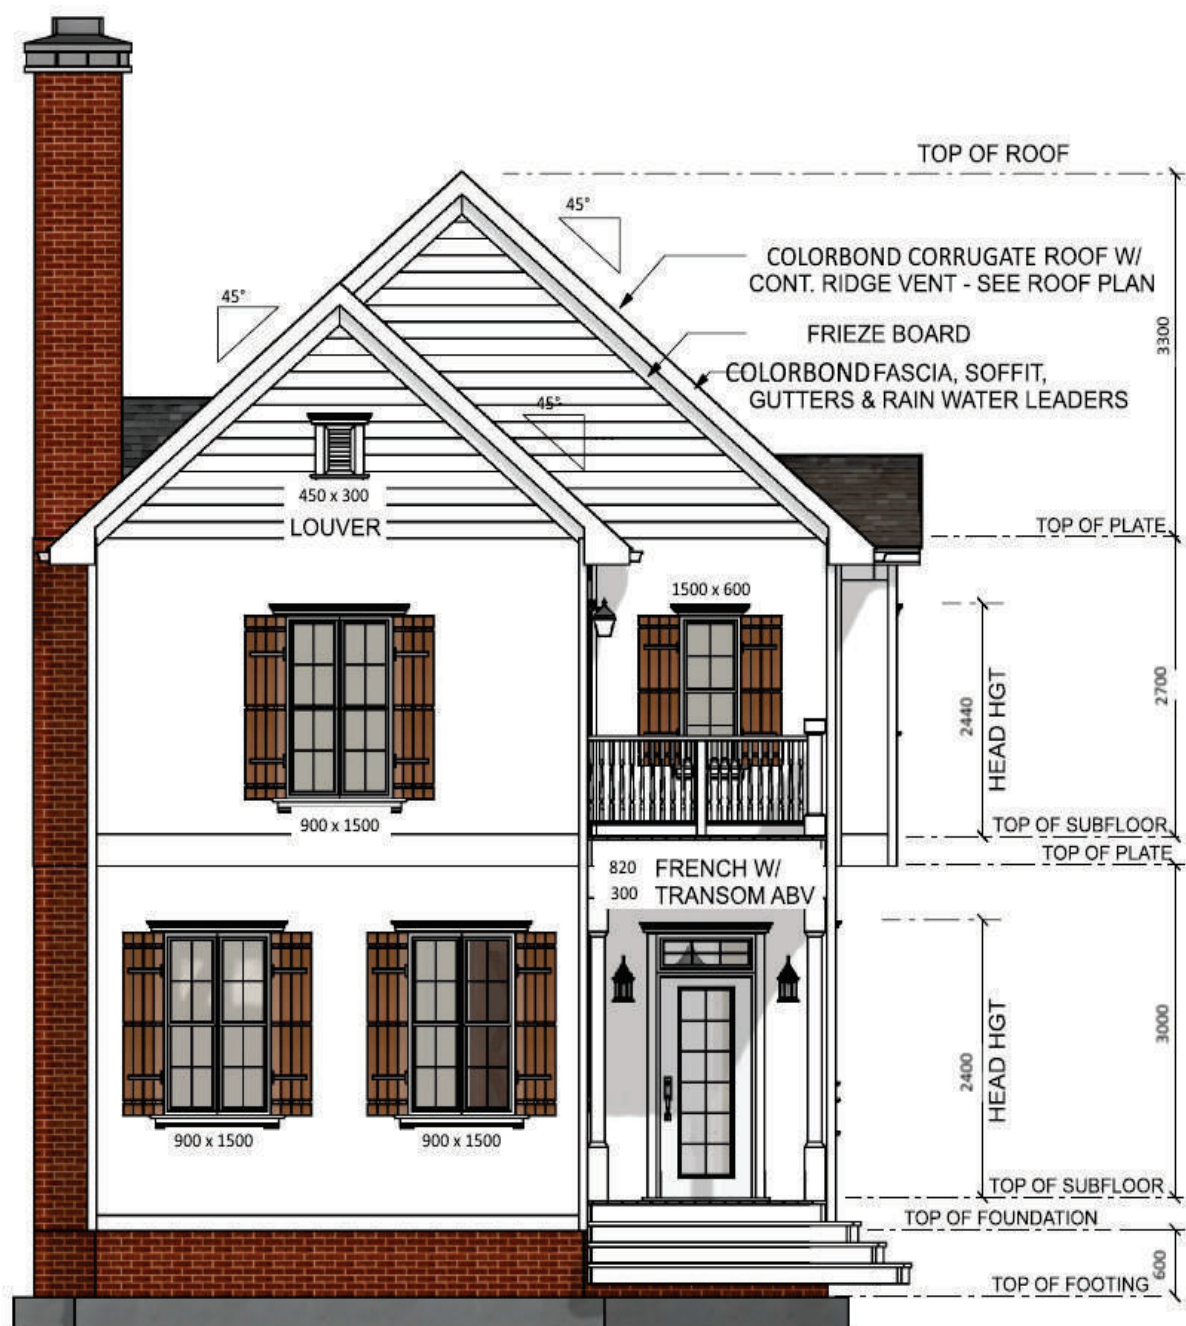 TOP OF ROOF
45°
COLORBOND CORRUGATE ROOF W/
CONT. RIDGE VENT - SEE ROOF PLAN
45°
3300
FRIEZE BOARD
COLORBOND FASCIA, SOFFIT,
GUTTERS & RAIN WATER LEADERS
45°
450 x 300
LOUVER
TOP OF PLATE
1500 x 600
2700
2440
HEAD HGT
900 x 1500
TOP OF SUBFLOOR
TOP OF PLATE
820 FRENCH W/
300 TRANSOM ABV
3000
2400
HEAD HGT
900 x 1500
900 x 1500
TOP OF SUBFLOOR
TOP OF FOUNDATION
600
TOP OF FOOTING